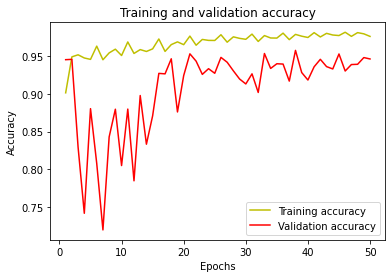 Training and validation accuracy
Accuracy
0.95
0.90
0.85
0.80
0.75
0 10 20 30 40 50
Epochs
Training accuracy
Validation accuracy